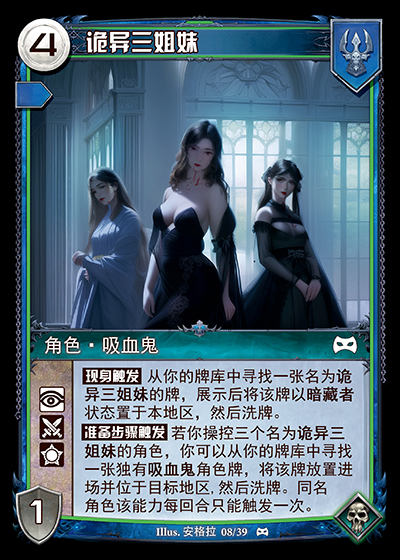 4
诡异三姐妹
角色·吸血鬼
现身触发 从你的牌库中寻找一张名为诡
异三姐妹的牌，展示后将该牌以暗藏者
状态置于本地区，然后洗牌。
准备步骤触发 若你操控三个名为诡异三
姐妹的角色，你可以从你的牌库中寻找
一张独有吸血鬼角色牌，将该牌放置进
场并位于目标地区，然后洗牌。同名
角色该能力每回合只能触发一次。
1
Illus. 安格拉 08/39